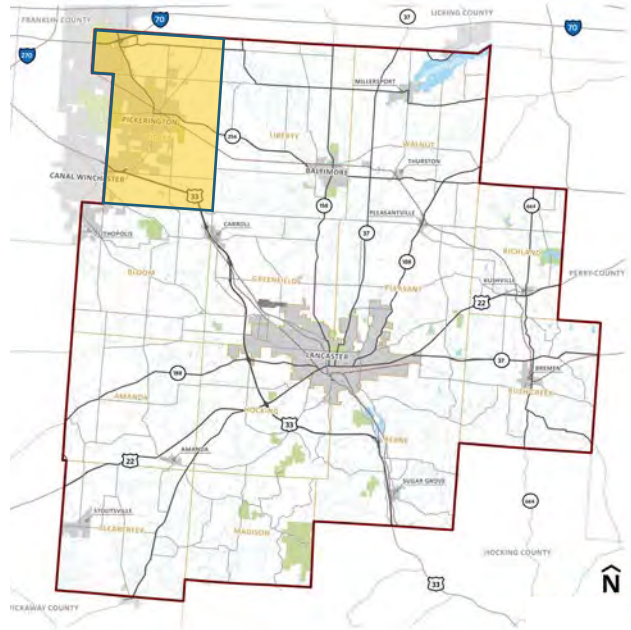 FRANKLIN COUNTY
70
37
LICKING COUNTY
70
270
MILLERSPORT
PICKERINGTON
256
LIBERTY
WALNUT
THURSTON
BALTIMORE
CANAL WINCHESTER
33
158
PLEASANTVILLE
664
LITHOPOLIS
CARROLL
37
RICHLAND
BLOOM
188
PERRY COUNTY
GREENFIELD
PLEASANT
RUSHVILLE
22
LANCASTER
37
188
BREMEN
AMANDA
RUSHCREEK
HOCKING
33
BERNE
AMANDA
22
SUGAR GROVE
664
STOUTSVILLE
CLEARCREEK
MADISON
HOCKING COUNTY
33
N
PICKAWAY COUNTY